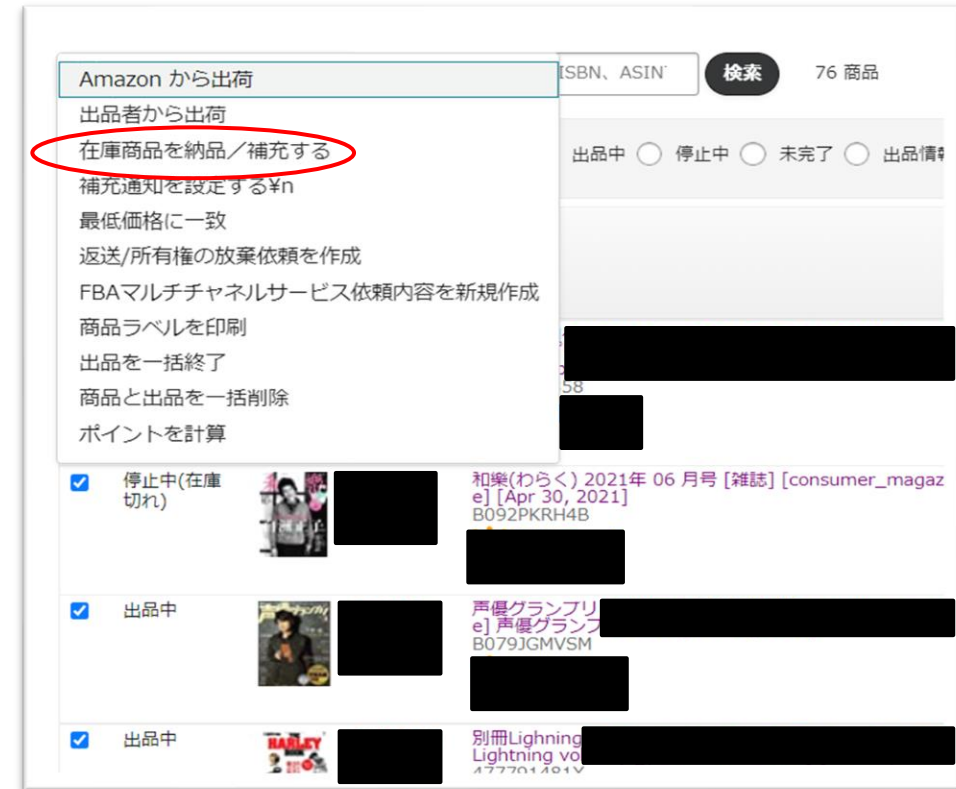 Amazon から出荷
ISBN、ASIN
検索
76 商品
出品者から出荷
在庫商品を納品／補充する
出品中
停止中
未完了
出品情報
補充通知を設定する¥n
最低価格に一致
返送/所有権の放棄依頼を作成
FBAマルチチャネルサービス依頼内容を新規作成
商品ラベルを印刷
出品を一括終了
商品と出品を一括削除
ポイントを計算
58
停止中(在庫
切れ)
和樂(わらく) 2021年 06 月号 [雑誌] [consumer_magaz
e] [Apr 30, 2021]
B092PKRH4B
出品中
声優グランプリ
e] 声優グランプ
B079JGMVSM
出品中
HARLEY
別冊Lighning
Lightning vo
477791481X